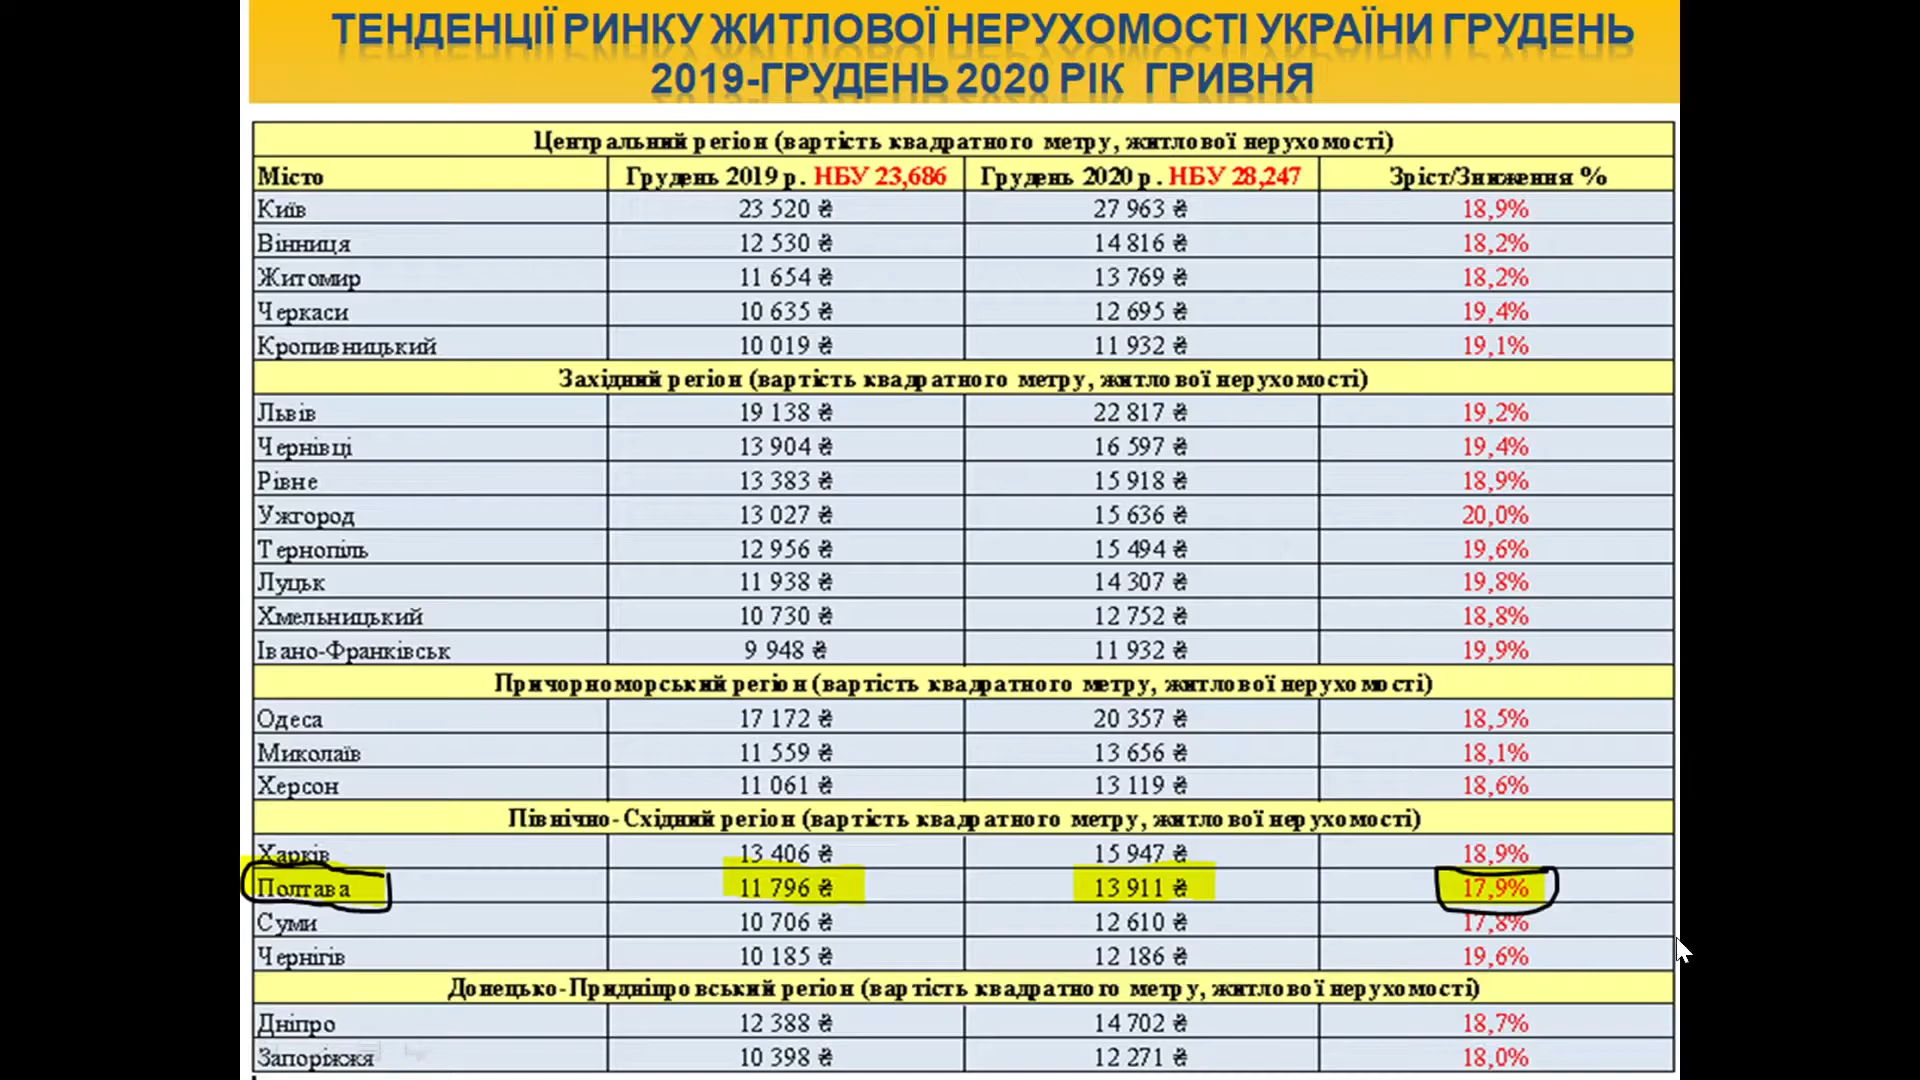 ТЕНДЕНЦІЇ РИНКУ ЖИТЛОВОЇ НЕРУХОМОСТІ УКРАЇНИ ГРУДЕНЬ
2019-ГРУДЕНЬ 2020 РІК ГРИВНЯ
Центральний регіон (вартість квадратного метру, житлової нерухомості)
Місто Грудень 2019 р. НБУ 23,686 Грудень 2020 р. НБУ 28,247 Зріст/Зниження %
Київ 23 520 ₴ 27 963 ₴ 18,9%
Вінниця 12 530 ₴ 14 816 ₴ 18,2%
Житомир 11 654 ₴ 13 769 ₴ 18,2%
Черкаси 10 635 ₴ 12 695 ₴ 19,4%
Кропивницький 10 019 ₴ 11 932 ₴ 19,1%
Західний регіон (вартість квадратного метру, житлової нерухомості)
Львів 19 138 ₴ 22 817 ₴ 19,2%
Чернівці 13 904 ₴ 16 597 ₴ 19,4%
Рівне 13 383 ₴ 15 918 ₴ 18,9%
Ужгород 13 027 ₴ 15 636 ₴ 20,0%
Тернопіль 12 956 ₴ 15 494 ₴ 19,6%
Луцьк 11 938 ₴ 14 307 ₴ 19,8%
Хмельницький 10 730 ₴ 12 752 ₴ 18,8%
Івано-Франківськ 9 948 ₴ 11 932 ₴ 19,9%
Причорноморський регіон (вартість квадратного метру, житлової нерухомості)
Одеса 17 172 ₴ 20 357 ₴ 18,5%
Миколаїв 11 559 ₴ 13 656 ₴ 18,1%
Херсон 11 061 ₴ 13 119 ₴ 18,6%
Північно-Східний регіон (вартість квадратного метру, житлової нерухомості)
Харків 13 406 ₴ 15 947 ₴ 18,9%
Полтава 11 796 ₴ 13 911 ₴ 17,9%
Суми 10 706 ₴ 12 610 ₴ 17,8%
Чернігів 10 185 ₴ 12 186 ₴ 19,6%
Донецько-Придніпровський регіон (вартість квадратного метру, житлової нерухомості)
Дніпро 12 388 ₴ 14 702 ₴ 18,7%
Запоріжжя 10 398 ₴ 12 271 ₴ 18,0%